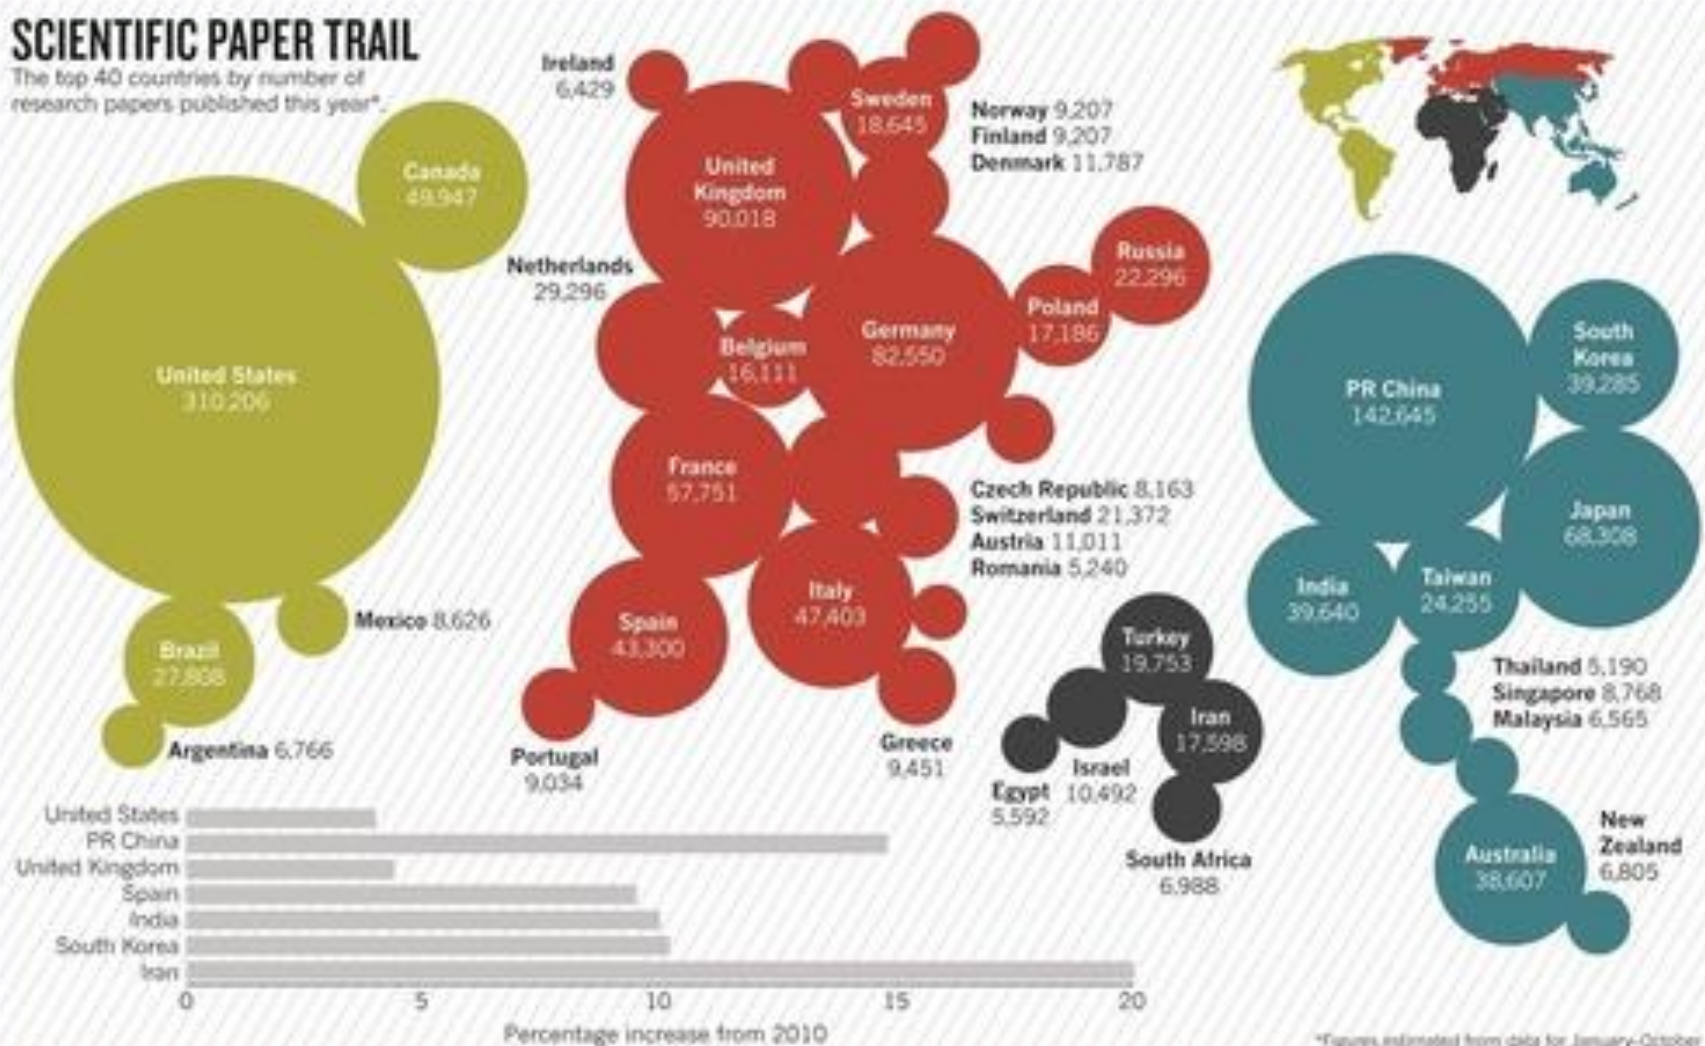 SCIENTIFIC PAPER TRAIL
The top 40 countries by number of
research papers published this year*.
Canada
49,947
United States
310,206
Brazil
27,808
Mexico 8,626
Argentina 6,766
Ireland
6,429
United
Kingdom
90,018
Sweden
18,645
Norway 9,207
Finland 9,207
Denmark 11,787
Netherlands
29,296
Belgium
16,111
Germany
82,550
Poland
17,186
Russia
22,296
France
57,751
Czech Republic 8,163
Switzerland 21,372
Austria 11,011
Romania 5,240
Spain
43,300
Italy
47,403
Portugal
9,034
Greece
9,451
Turkey
19,753
Iran
17,598
Israel
10,492
Egypt
5,592
South Africa
6,988
PR China
142,645
South
Korea
39,285
Japan
68,308
India
39,640
Taiwan
24,255
Thailand 5,190
Singapore 8,768
Malaysia 6,565
Australia
38,607
New
Zealand
6,805
United States
PR China
United Kingdom
Spain
India
South Korea
Iran
0 5 10 15 20
Percentage increase from 2010
*Figures estimated from data for January-October